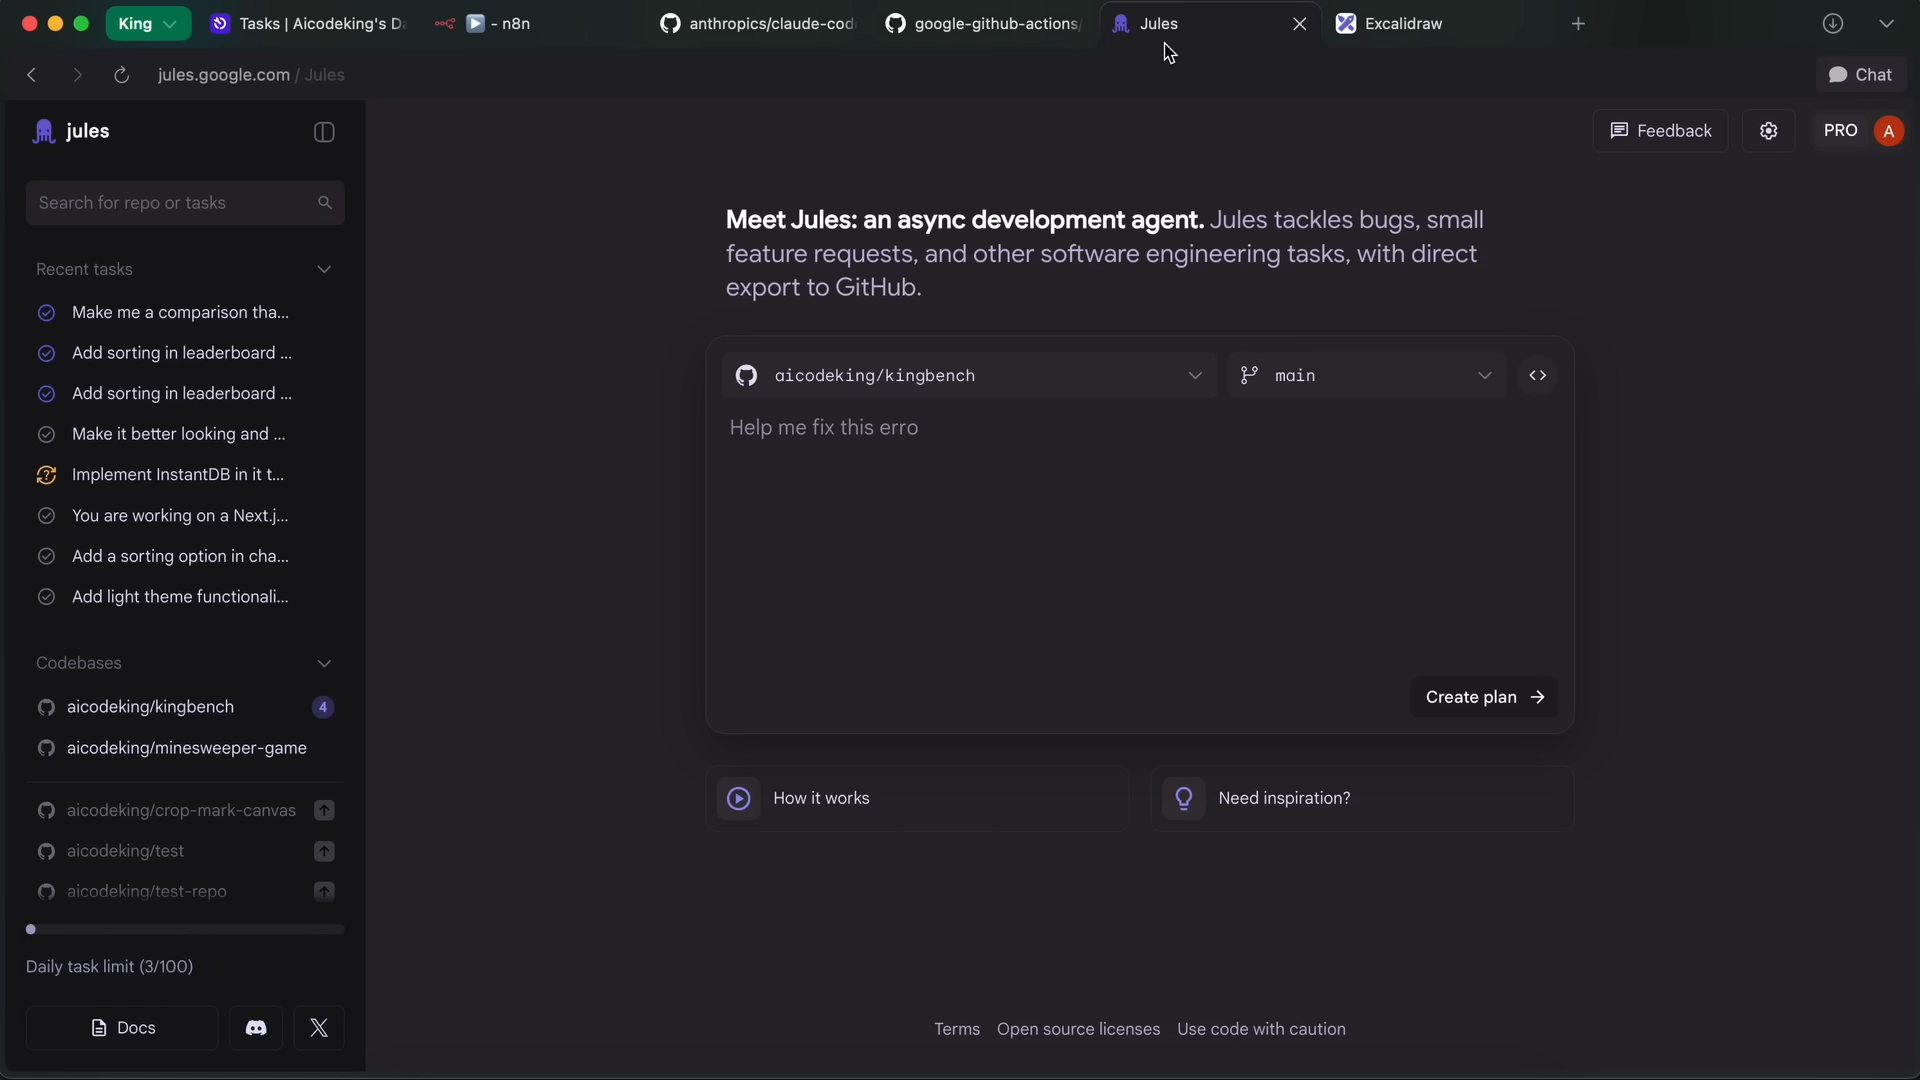 King
Tasks | Aicodeking's Da
- n8n
anthropics/claude-cod
google-github-actions/
Jules
Excalidraw
jules.google.com / Jules
Chat
jules
Feedback
PRO
A
Search for repo or tasks
Meet Jules: an async development agent. Jules tackles bugs, small
feature requests, and other software engineering tasks, with direct
export to GitHub.
Recent tasks
Make me a comparison tha...
Add sorting in leaderboard ...
Add sorting in leaderboard ...
Make it better looking and ...
Implement InstantDB in it t...
You are working on a Next.j...
Add a sorting option in cha...
Add light theme functionali...
aicodeking/kingbench
main
Help me fix this erro
Create plan
Codebases
aicodeking/kingbench
4
aicodeking/minesweeper-game
aicodeking/crop-mark-canvas
aicodeking/test
aicodeking/test-repo
How it works
Need inspiration?
Daily task limit (3/100)
Docs
Terms
Open source licenses
Use code with caution